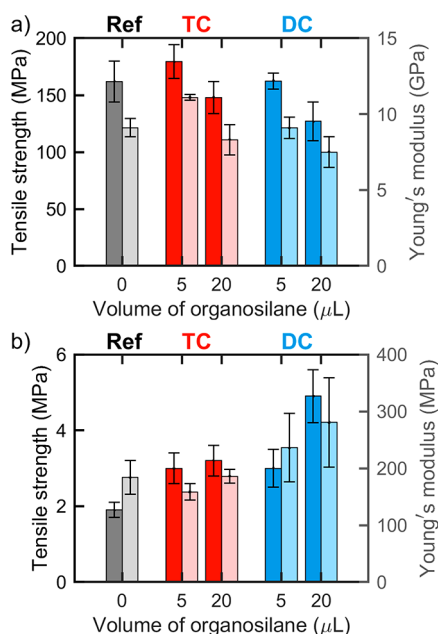 a) Ref TC DC
200
150
100
50
0
Tensile strength (MPa)
15
10
5
0
Young's modulus (GPa)
0 5 20 5 20
Volume of organosilane (μL)
b) Ref TC DC
6
4
2
0
Tensile strength (MPa)
400
300
200
100
0
Young's modulus (MPa)
0 5 20 5 20
Volume of organosilane (μL)